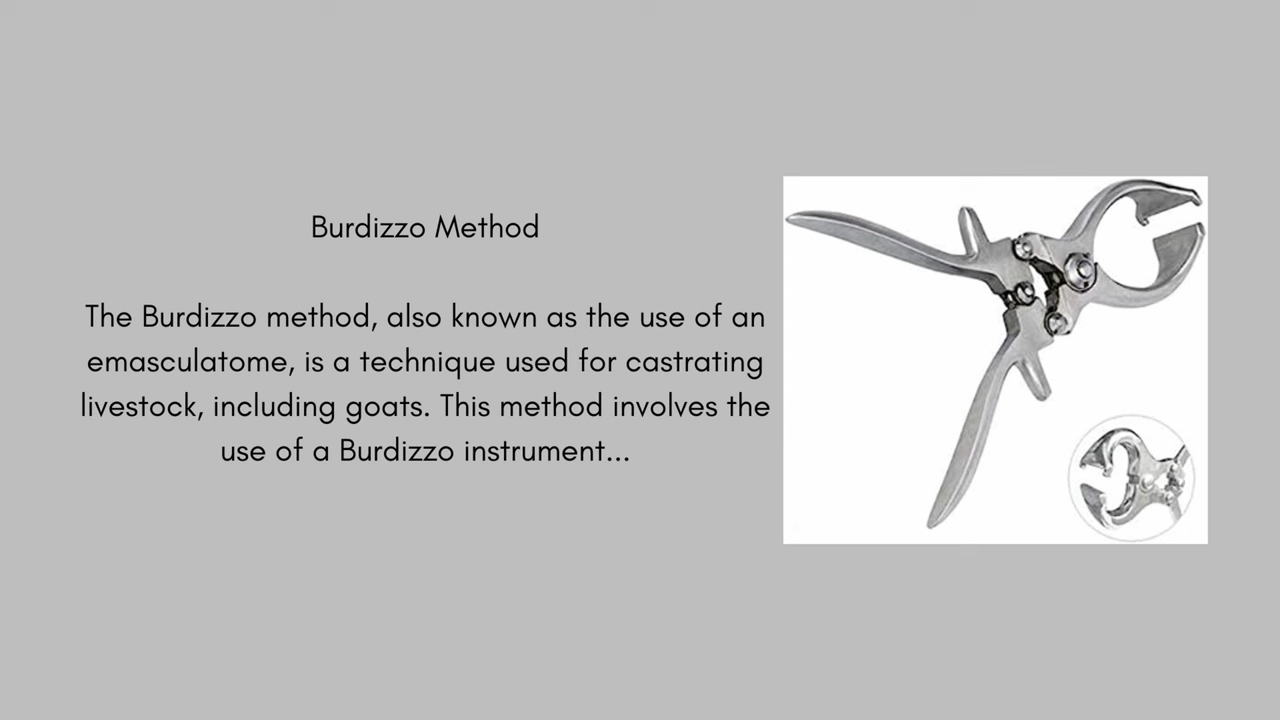 Burdizzo Method
The Burdizzo method, also known as the use of an
emasculatome, is a technique used for castrating
livestock, including goats. This method involves the
use of a Burdizzo instrument...